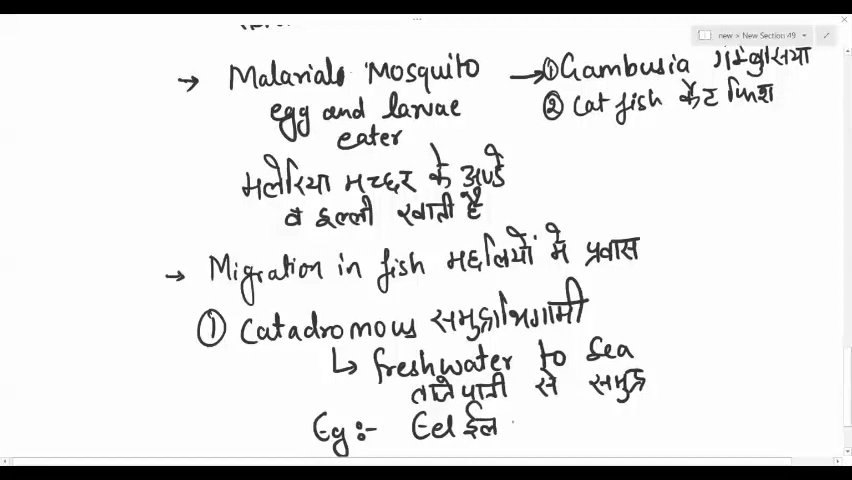 new > New Section 49
→ Malarial Mosquito → ① Gambusia गेम्बुसिया
egg and larvae ② Cat fish केट फिश
eater
मलेरिया मच्छर के अण्डे
व इल्ली खाती है
→ Migration in fish मछलियों में प्रवास
① Catadromous समुद्राभिगामी
↳ freshwater to Sea
ताजे पानी से समुद्र
Eg:- Eel ईल